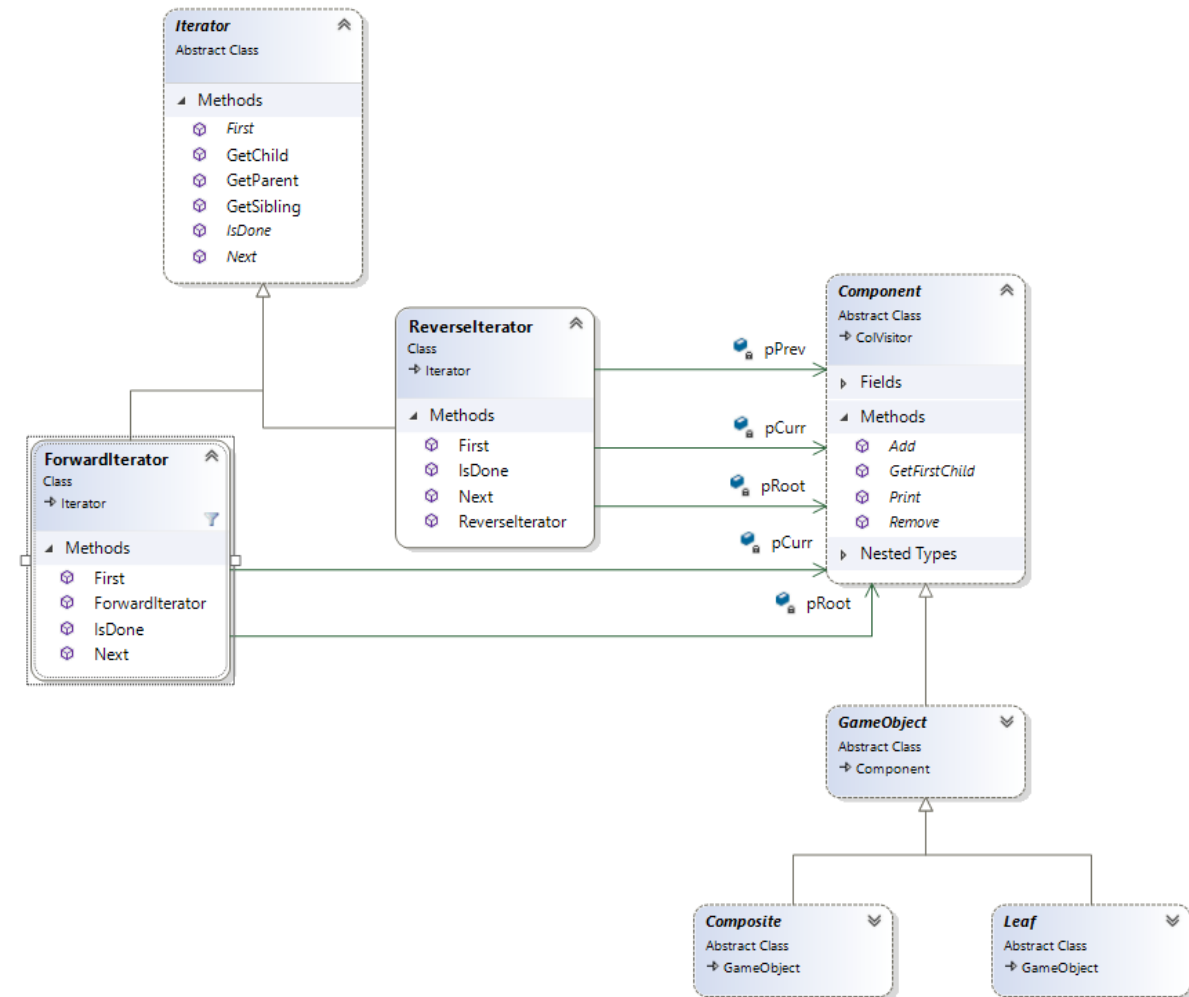 Iterator
Abstract Class
Methods
First
GetChild
GetParent
GetSibling
IsDone
Next
ReverseIterator
Class
Iterator
Methods
First
IsDone
Next
ReverseIterator
ForwardIterator
Class
Iterator
Methods
First
ForwardIterator
IsDone
Next
pPrev
pCurr
pRoot
pCurr
pRoot
Component
Abstract Class
ColVisitor
Fields
Methods
Add
GetFirstChild
Print
Remove
Nested Types
GameObject
Abstract Class
Component
Composite
Abstract Class
GameObject
Leaf
Abstract Class
GameObject